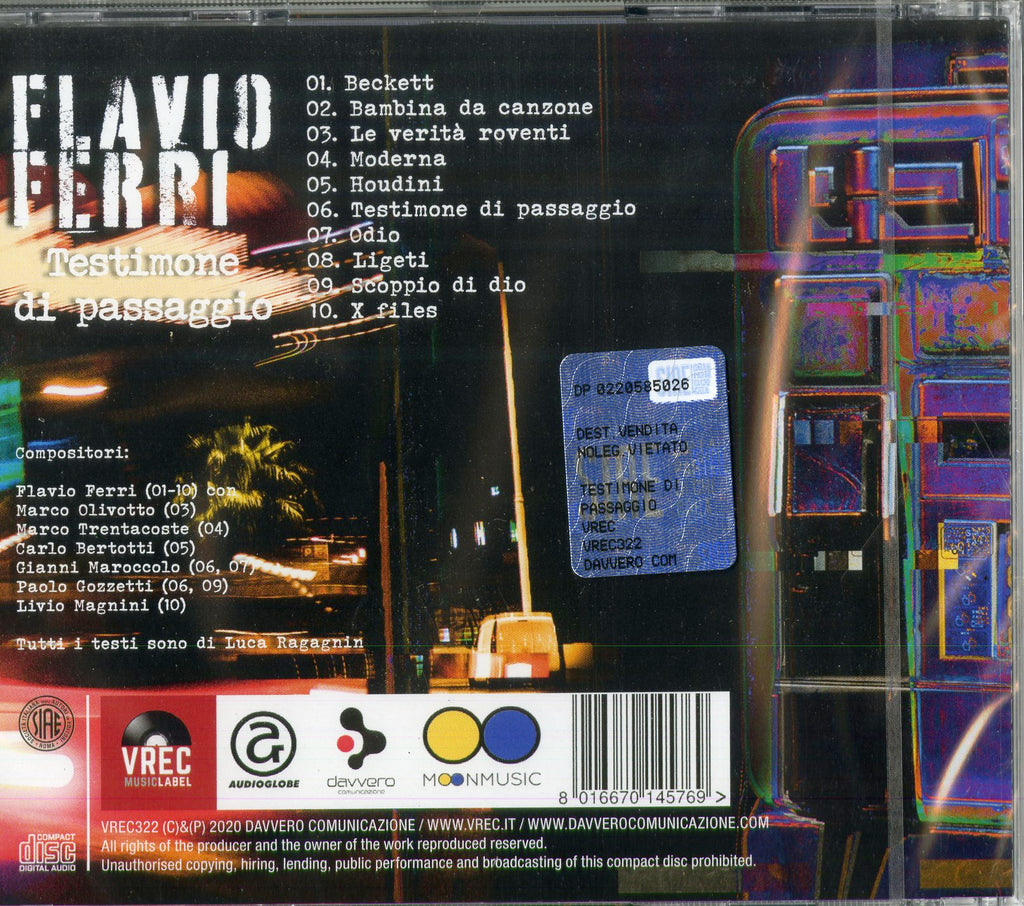 FLAVIO
FERRI
Testimone
di passaggio
01. Beckett
02. Bambina da canzone
03. Le verità roventi
04. Moderna
05. Houdini
06. Testimone di passaggio
07. Odio
08. Ligeti
09. Scoppio di dio
10. X files
DP 0220585026
DEST.VENDITA
NOLEG.VIETATO
TESTIMONE DI
PASSAGGIO
VREC
VREC322
DAVVERO COM
Compositori:
Flavio Ferri (01-10) con
Marco Olivotto (03)
Marco Trentacoste (04)
Carlo Bertotti (05)
Gianni Maroccolo (06, 07)
Paolo Gozzetti (06, 09)
Livio Magnini (10)
Tutti i testi sono di Luca Ragagnin
SIAE
ROMA
VREC
MUSICLABEL
AUDIOGLOBE
davvero
comunicazione
MOONMUSIC
8 016670 145769 >
COMPACT
disc
DIGITAL AUDIO
VREC322 (C)&(P) 2020 DAVVERO COMUNICAZIONE / WWW.VREC.IT / WWW.DAVVEROCOMUNICAZIONE.COM
All rights of the producer and the owner of the work reproduced reserved.
Unauthorised copying, hiring, lending, public performance and broadcasting of this compact disc prohibited.